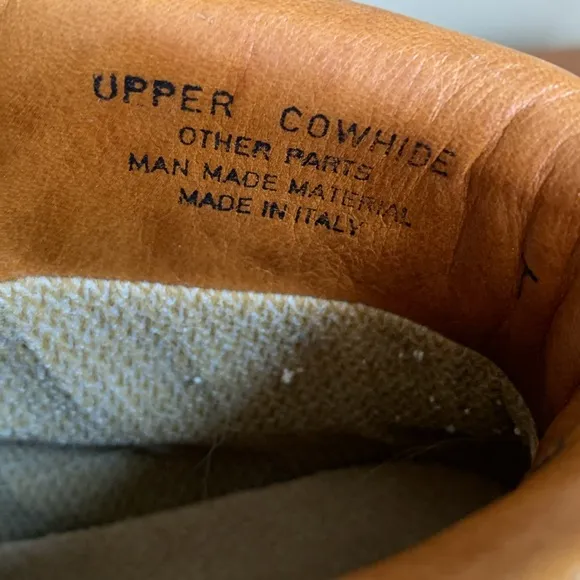 UPPER COWHIDE
OTHER PARTS
MAN MADE MATERIAL
MADE IN ITALY